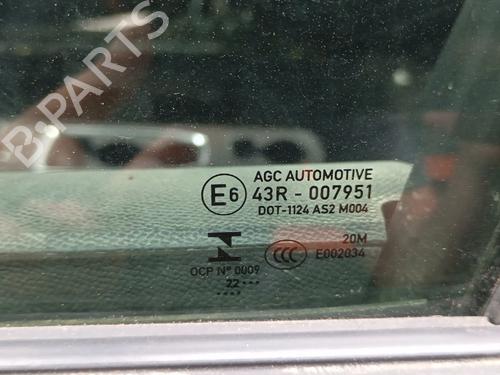 B-PARTS
AGC AUTOMOTIVE
E6 43R - 007951
DOT-1124 AS2 M004
20M
CCC E002034
OCP Nº 0009
.. 22 ....
....